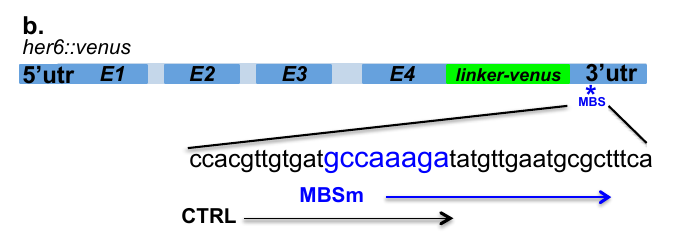 b.
her6::venus
5’utr E1 E2 E3 E4 linker-venus 3’utr
*
MBS
ccacgttgtgatgccaaagatatgttgaatgcgctttca
MBSm
CTRL